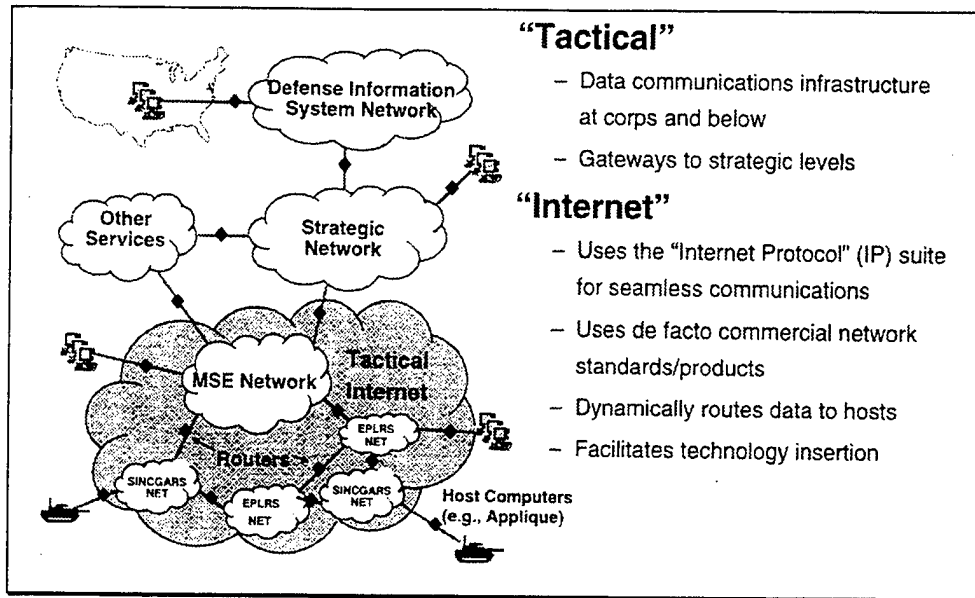 Defense Information
System Network
Other
Services
Strategic
Network
MSE Network
Tactical
Internet
EPLRS
NET
Routers
SINCGARS
NET
EPLRS
NET
SINCGARS
NET
Host Computers
(e.g., Applique)
“Tactical”
– Data communications infrastructure
at corps and below
– Gateways to strategic levels
“Internet”
– Uses the “Internet Protocol” (IP) suite
for seamless communications
– Uses de facto commercial network
standards/products
– Dynamically routes data to hosts
– Facilitates technology insertion